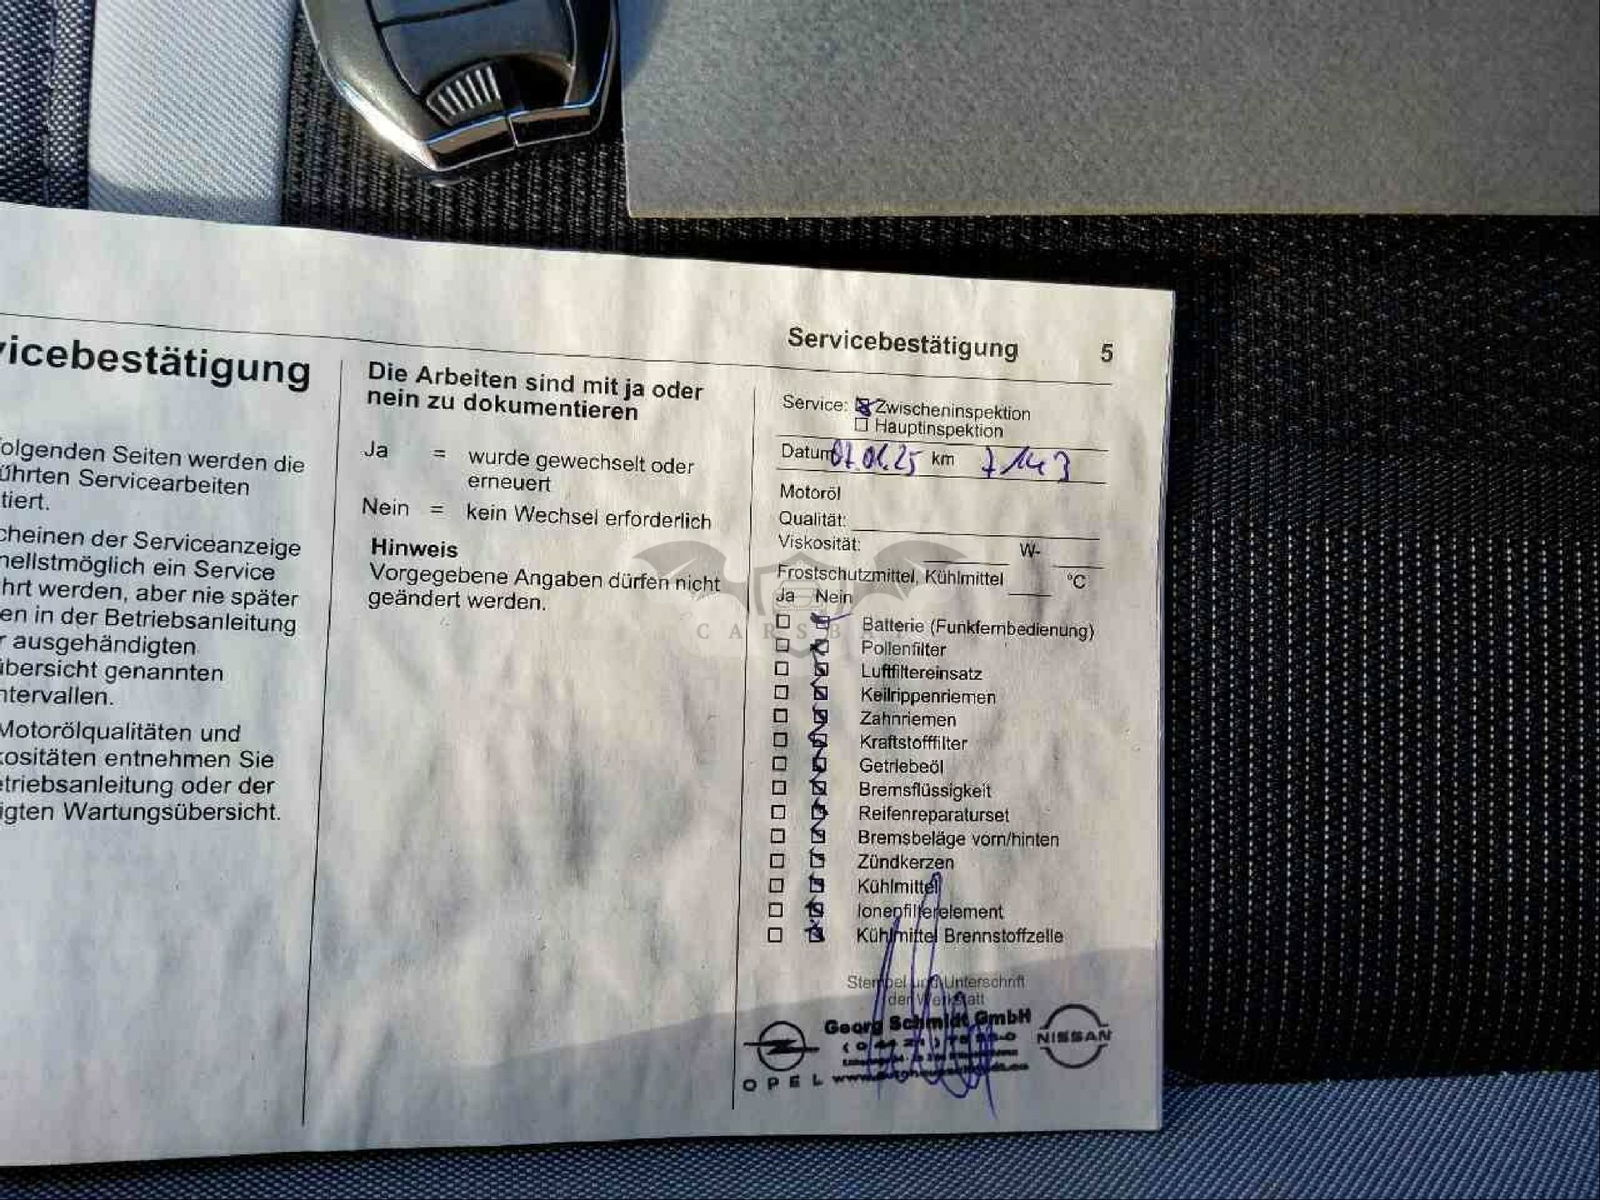 vicebestätigung
olgenden Seiten werden die
ührten Servicearbeiten
tiert.
cheinen der Serviceanzeige
nellstmöglich ein Service
hrt werden, aber nie später
en in der Betriebsanleitung
r ausgehändigten
übersicht genannten
ntervallen.
Motorölqualitäten und
kositäten entnehmen Sie
etriebsanleitung oder der
igten Wartungsübersicht.
Die Arbeiten sind mit ja oder
nein zu dokumentieren
Ja = wurde gewechselt oder
erneuert
Nein = kein Wechsel erforderlich
Hinweis
Vorgegebene Angaben dürfen nicht
geändert werden.
Servicebestätigung 5
Service: Zwischeninspektion
Hauptinspektion
Datum km 7143
Motoröl
Qualität:
Viskosität: W-
Frostschutzmittel, Kühlmittel °C
Ja Nein
Batterie (Funkfernbedienung)
Pollenfilter
Luftfiltereinsatz
Keilrippenriemen
Zahnriemen
Kraftstofffilter
Getriebeöl
Bremsflüssigkeit
Reifenreparaturset
Bremsbeläge vorn/hinten
Zündkerzen
Kühlmittel
Ionenfilterelement
Kühlmittel Brennstoffzelle
Stempel und Unterschrift
der Werkstatt
Georg Schmidt GmbH
OPEL
NISSAN
CARSBA